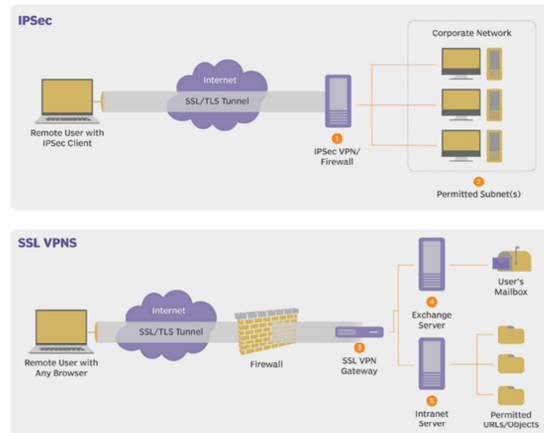 IPSec
Corporate Network
Internet
SSL/TLS Tunnel
Remote User with
IPSec Client
1
IPSec VPN/
Firewall
2
Permitted Subnet(s)
SSL VPNS
Internet
SSL/TLS Tunnel
Remote User with
Any Browser
Firewall
3
SSL VPN
Gateway
4
Exchange
Server
User's
Mailbox
5
Intranet
Server
Permitted
URLs/Objects